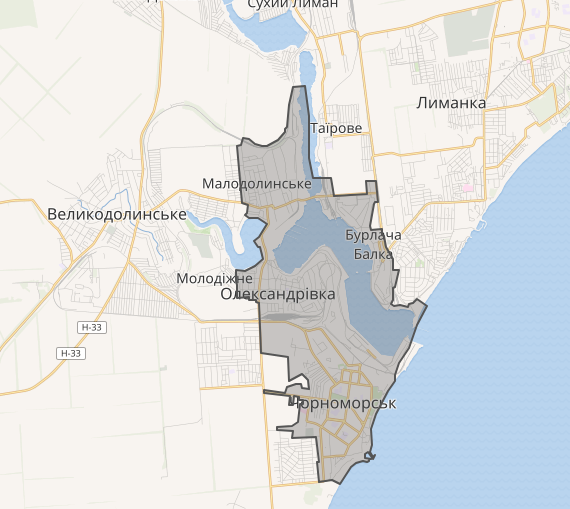 Сухий Лиман
Лиманка
Таїрове
Малодолинське
Великодолинське
Бурлача
Балка
Молодіжне
Олександрівка
Н-33
Н-33
Чорноморськ